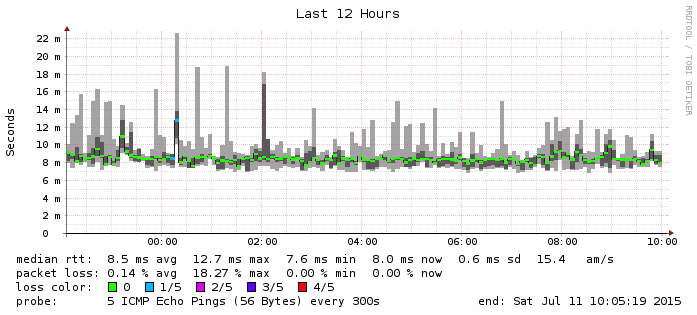 Last 12 Hours
RRDTOOL / TOBI OETIKER
Seconds
22 m
20 m
18 m
16 m
14 m
12 m
10 m
8 m
6 m
4 m
2 m
0
00:00 02:00 04:00 06:00 08:00 10:00
median rtt: 8.5 ms avg 12.7 ms max 7.6 ms min 8.0 ms now 0.6 ms sd 15.4 am/s
packet loss: 0.14 % avg 18.27 % max 0.00 % min 0.00 % now
loss color: 0 1/5 2/5 3/5 4/5
probe: 5 ICMP Echo Pings (56 Bytes) every 300s end: Sat Jul 11 10:05:19 2015